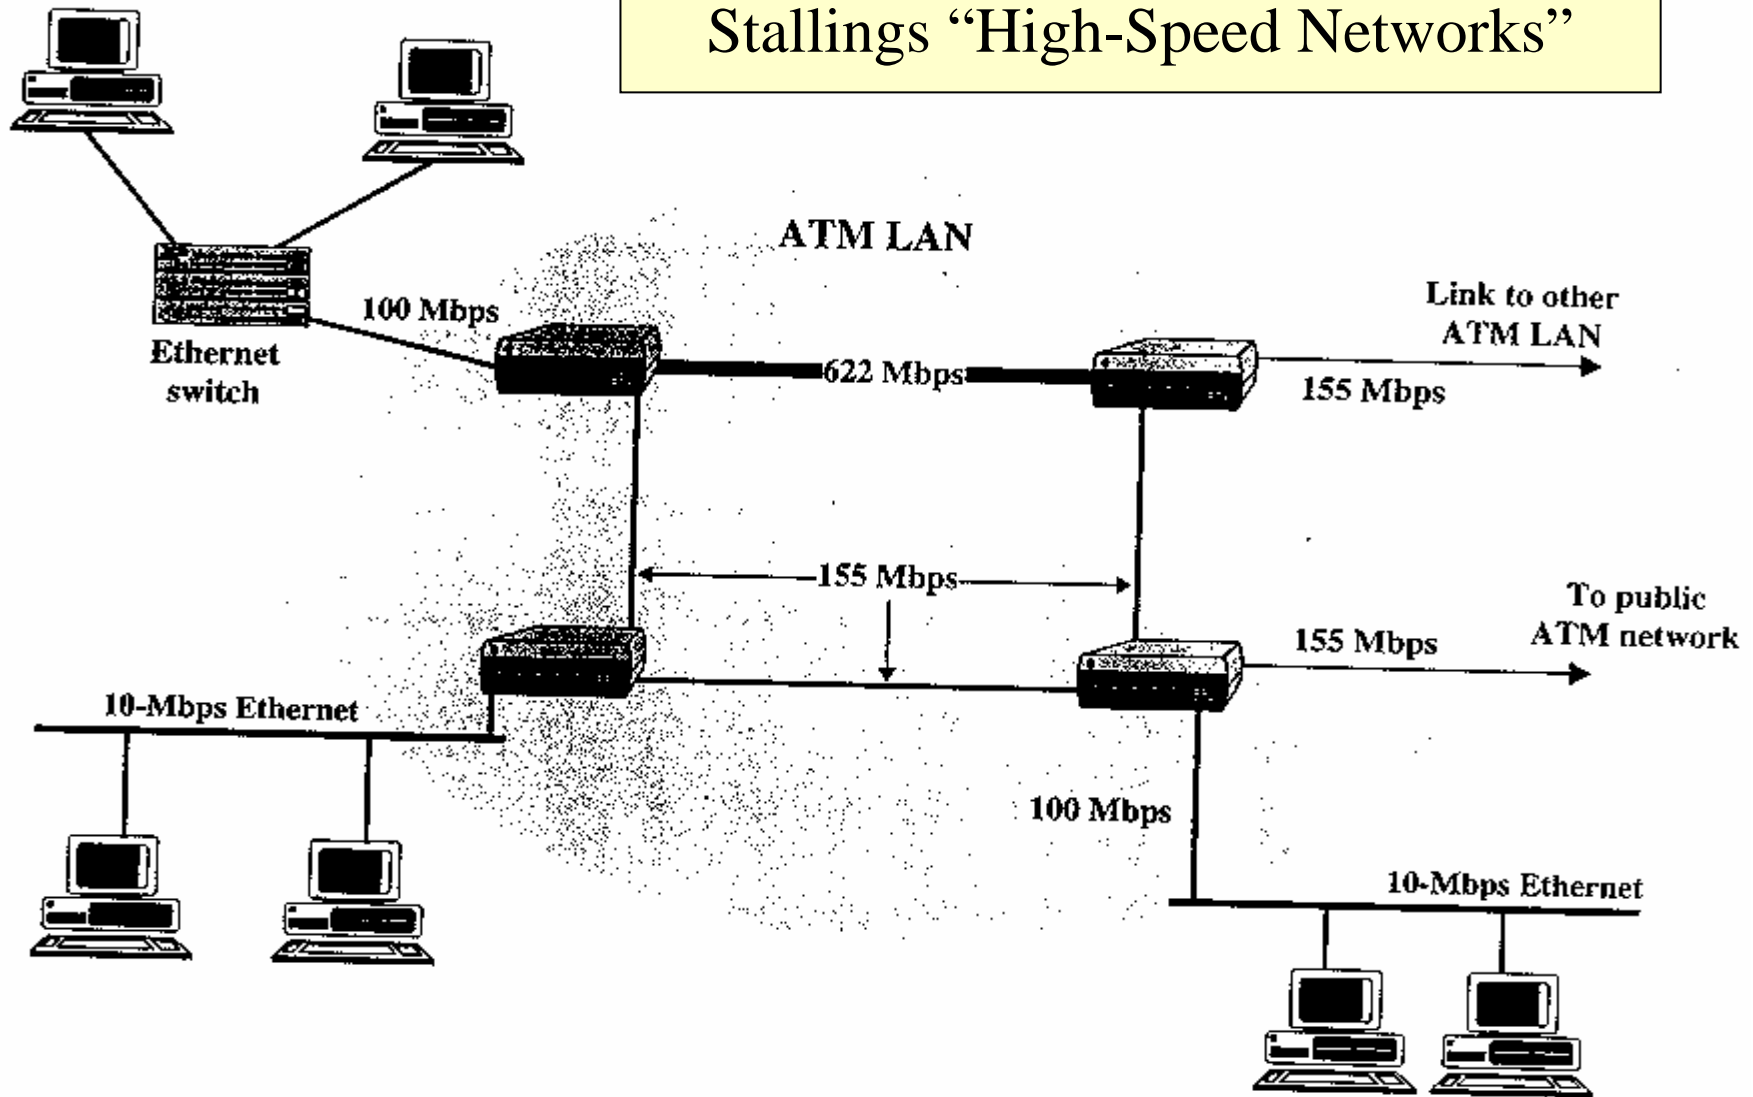 Stallings “High-Speed Networks”
ATM LAN
Link to other
ATM LAN
100 Mbps
Ethernet
switch
622 Mbps
155 Mbps
155 Mbps
To public
ATM network
155 Mbps
10-Mbps Ethernet
100 Mbps
10-Mbps Ethernet